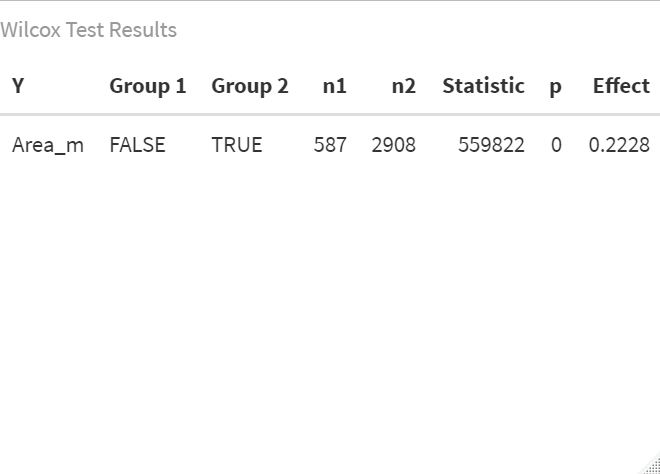 Wilcox Test Results
Y Group 1 Group 2 n1 n2 Statistic p Effect
Area_m FALSE TRUE 587 2908 559822 0 0.2228